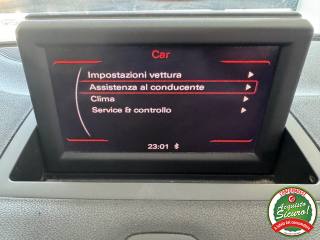 Car
Impostazioni vettura
Assistenza al conducente
Clima
Service & controllo
23:01
Acquisto
Sicuro!